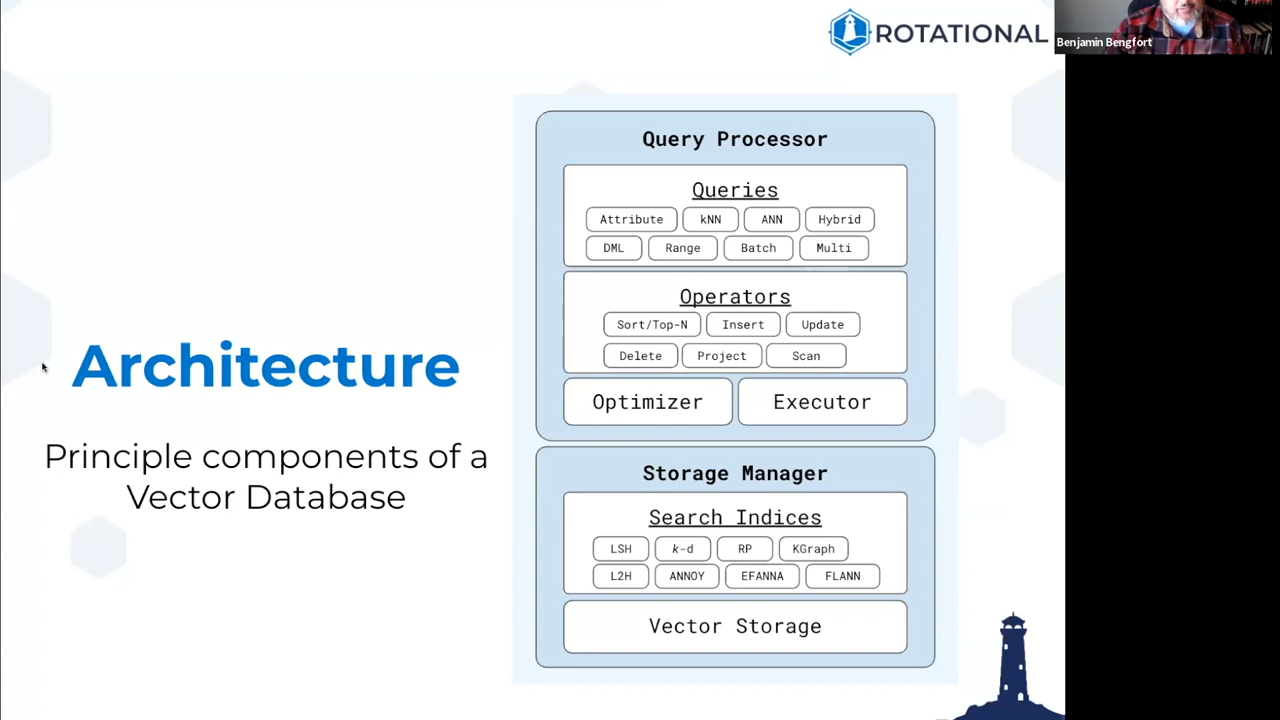 ROTATIONAL
Benjamin Bengfort
Architecture
Principle components of a
Vector Database
Query Processor
Queries
Attribute kNN ANN Hybrid
DML Range Batch Multi
Operators
Sort/Top-N Insert Update
Delete Project Scan
Optimizer Executor
Storage Manager
Search Indices
LSH k-d RP KGraph
L2H ANNOY EFANNA FLANN
Vector Storage